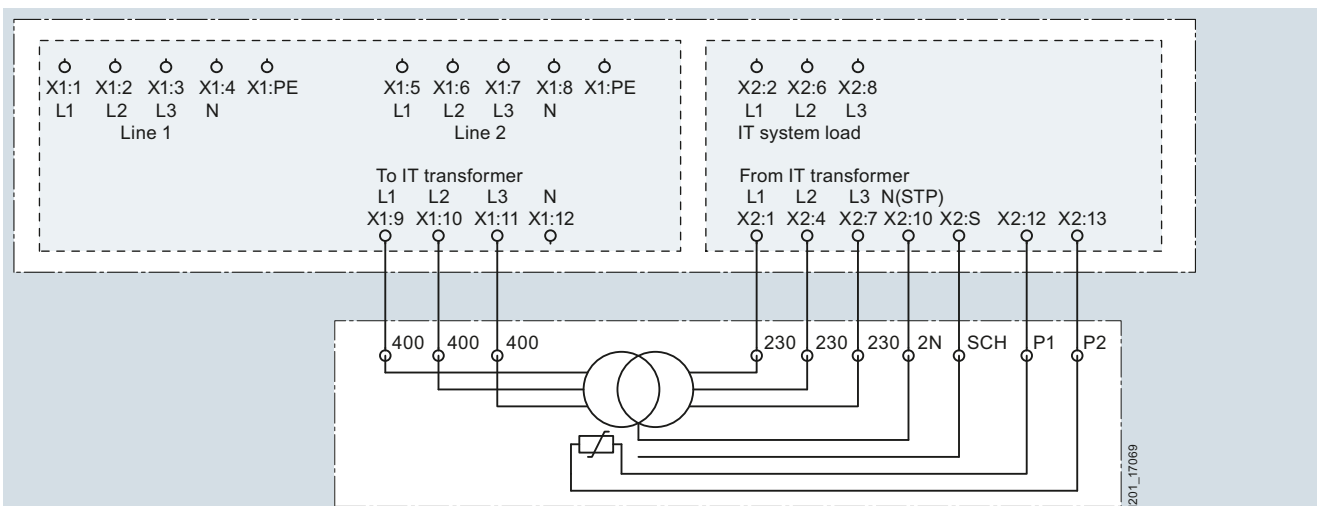 X1:1 X1:2 X1:3 X1:4 X1:PE
L1 L2 L3 N
Line 1
X1:5 X1:6 X1:7 X1:8 X1:PE
L1 L2 L3 N
Line 2
To IT transformer
L1 L2 L3 N
X1:9 X1:10 X1:11 X1:12
X2:2 X2:6 X2:8
L1 L2 L3
IT system load
From IT transformer
L1 L2 L3 N(STP)
X2:1 X2:4 X2:7 X2:10 X2:S X2:12 X2:13
400 400 400
230 230 230 2N SCH P1 P2
201_17069